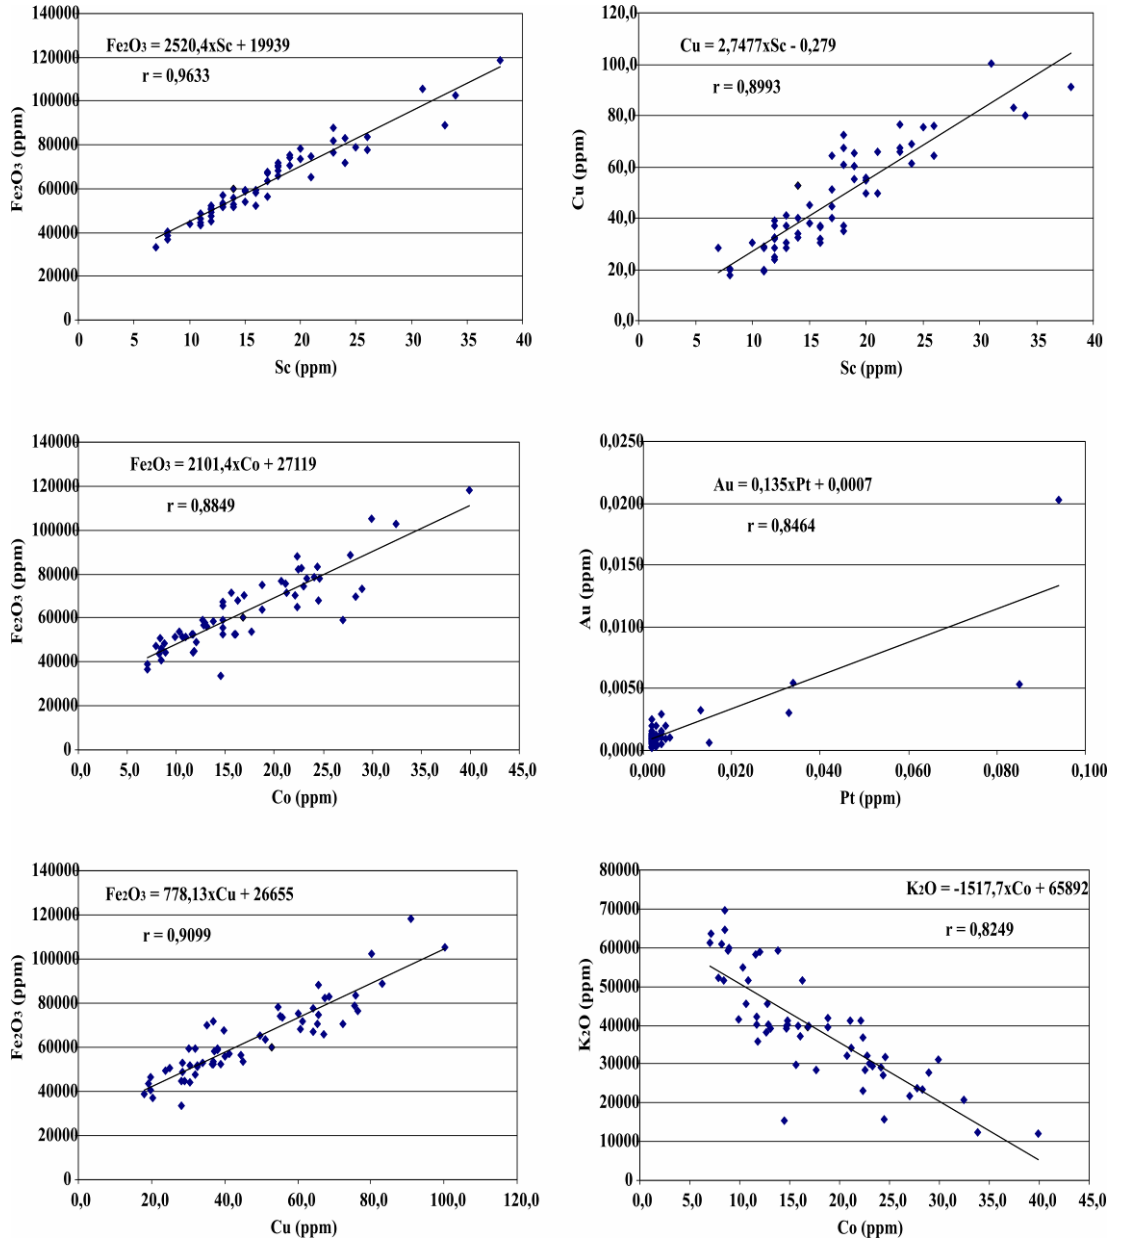 140000
120000
100000
80000
60000
40000
20000
0
Fe₂O₃ (ppm)
Fe₂O₃ = 2520,4xSc + 19939
r = 0,9633
0 5 10 15 20 25 30 35 40
Sc (ppm)
120,0
100,0
80,0
60,0
40,0
20,0
0,0
Cu (ppm)
Cu = 2,7477xSc - 0,279
r = 0,8993
0 5 10 15 20 25 30 35 40
Sc (ppm)
140000
120000
100000
80000
60000
40000
20000
0
Fe₂O₃ (ppm)
Fe₂O₃ = 2101,4xCo + 27119
r = 0,8849
0,0 5,0 10,0 15,0 20,0 25,0 30,0 35,0 40,0 45,0
Co (ppm)
0,0250
0,0200
0,0150
0,0100
0,0050
0,0000
Au (ppm)
Au = 0,135xPt + 0,0007
r = 0,8464
0,000 0,020 0,040 0,060 0,080 0,100
Pt (ppm)
140000
120000
100000
80000
60000
40000
20000
0
Fe₂O₃ (ppm)
Fe₂O₃ = 778,13xCu + 26655
r = 0,9099
0,0 20,0 40,0 60,0 80,0 100,0 120,0
Cu (ppm)
80000
70000
60000
50000
40000
30000
20000
10000
0
K₂O (ppm)
K₂O = -1517,7xCo + 65892
r = 0,8249
0,0 5,0 10,0 15,0 20,0 25,0 30,0 35,0 40,0 45,0
Co (ppm)